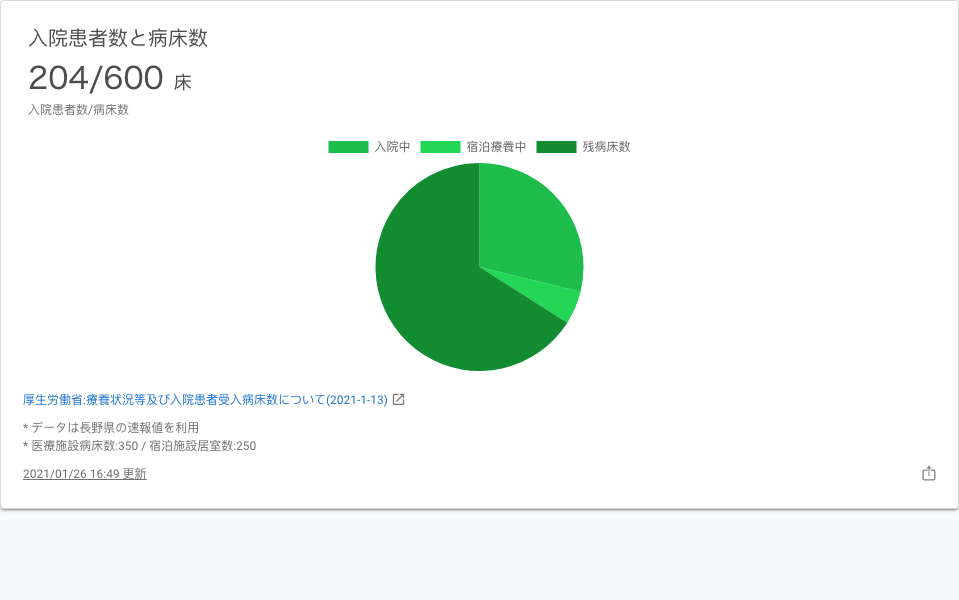 入院患者数と病床数
204/600 床
入院患者数/病床数
入院中 宿泊療養中 残病床数
厚生労働省:療養状況等及び入院患者受入病床数について(2021-1-13)
* データは長野県の速報値を利用
* 医療施設病床数:350 / 宿泊施設居室数:250
2021/01/26 16:49 更新